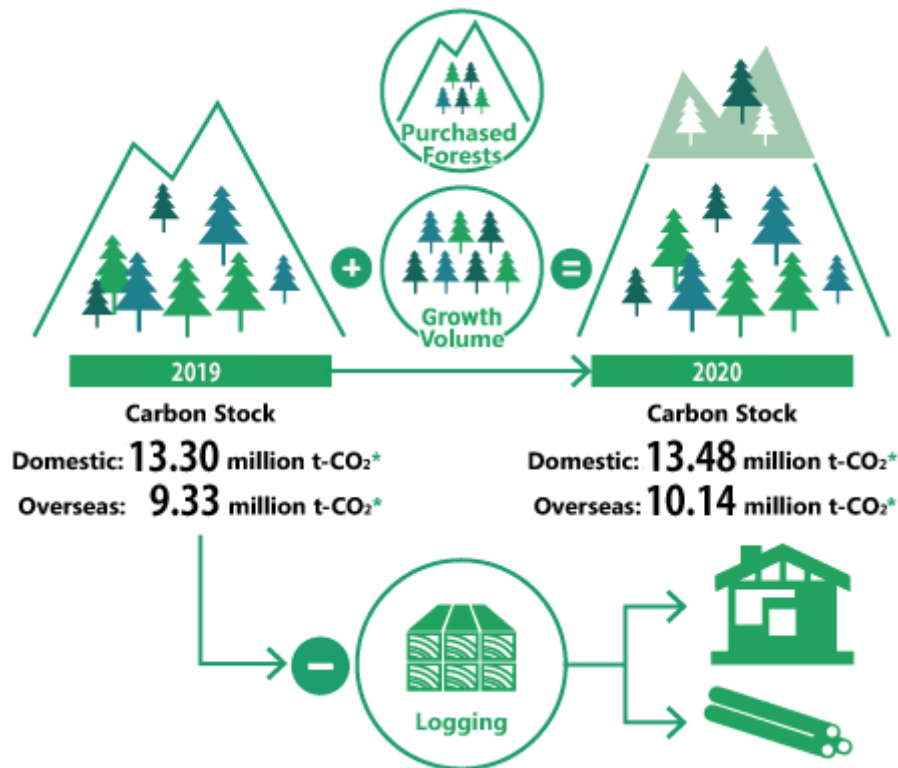 Purchased
Forests
Growth
Volume
2019
2020
Carbon Stock
Domestic: 13.30 million t-CO₂*
Overseas: 9.33 million t-CO₂*
Carbon Stock
Domestic: 13.48 million t-CO₂*
Overseas: 10.14 million t-CO₂*
Logging